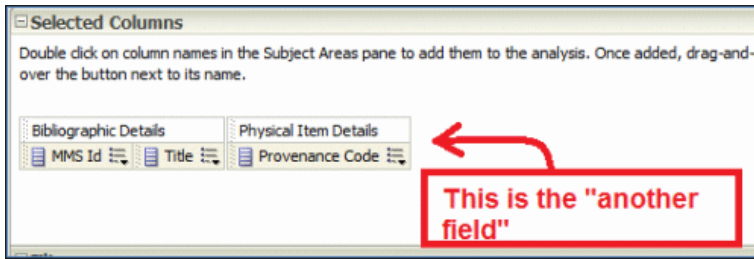 Selected Columns
Double click on column names in the Subject Areas pane to add them to the analysis. Once added, drag-and-
over the button next to its name.
Bibliographic Details Physical Item Details
MMS Id Title Provenance Code
This is the "another
field"